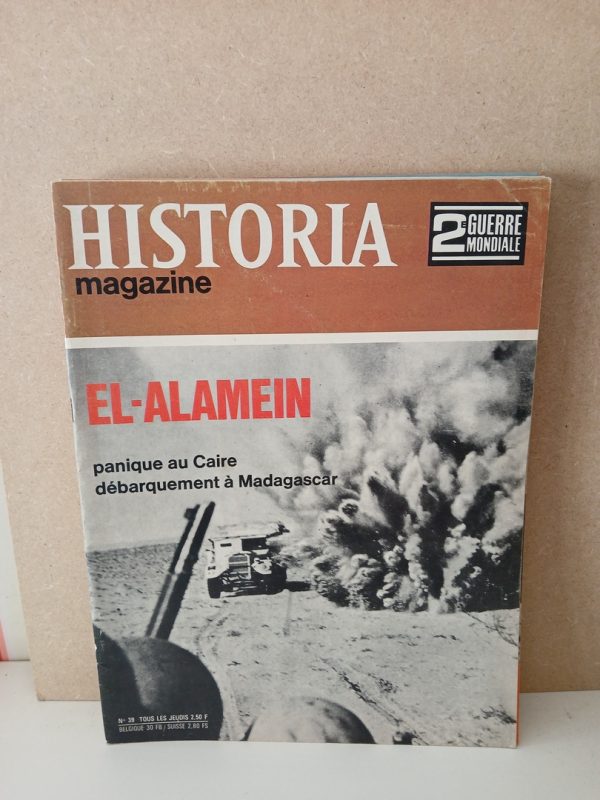 HISTORIA
magazine
2e GUERRE
MONDIALE
EL-ALAMEIN
panique au Caire
débarquement à Madagascar
N° 39 TOUS LES JEUDIS 2,50 F
BELGIQUE 30 FB / SUISSE 2,80 FS